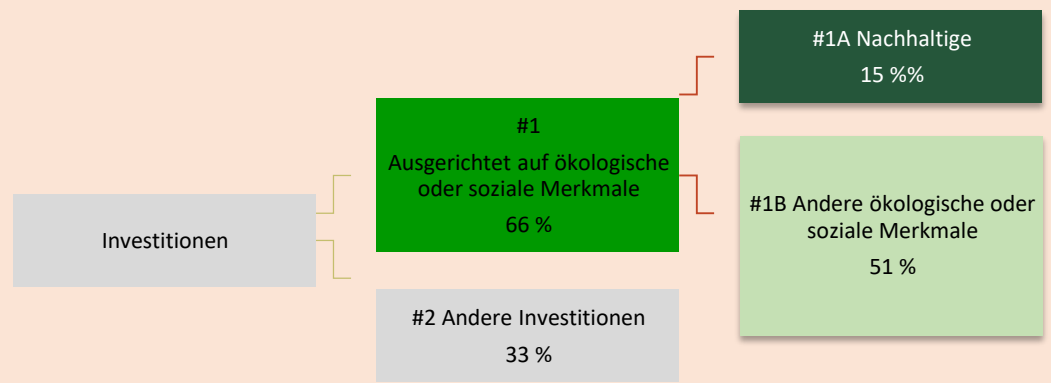 Investitionen
#1
Ausgerichtet auf ökologische
oder soziale Merkmale
66 %
#2 Andere Investitionen
33 %
#1A Nachhaltige
15 %%
#1B Andere ökologische oder
soziale Merkmale
51 %